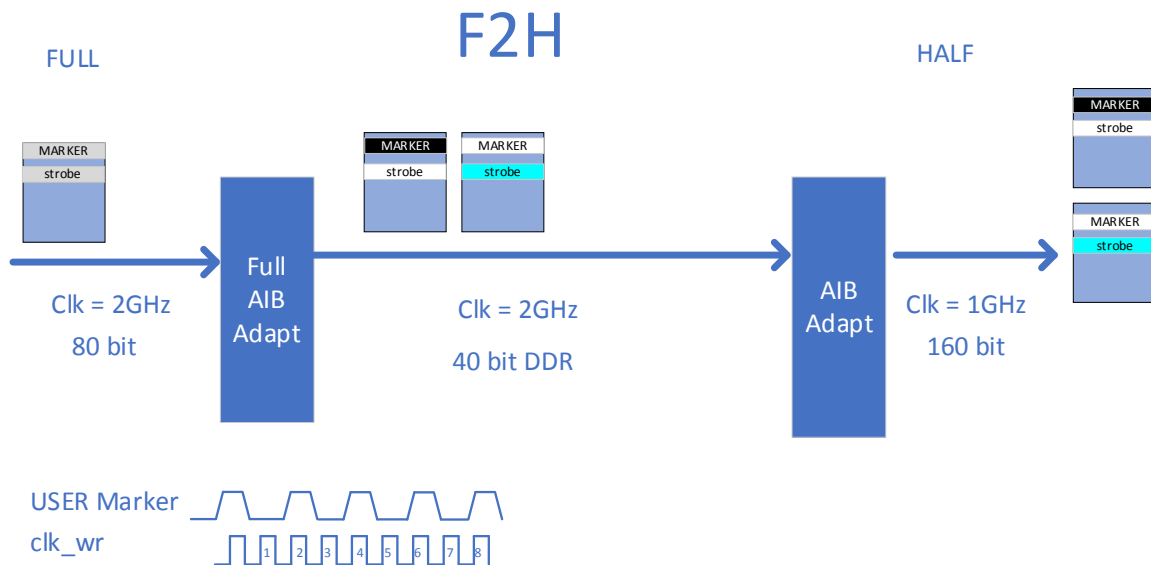 F2H
FULL
HALF
MARKER
strobe
MARKER
strobe
MARKER
strobe
MARKER
strobe
MARKER
strobe
Full
AIB
Adapt
AIB
Adapt
Clk = 2GHz
80 bit
Clk = 2GHz
40 bit DDR
Clk = 1GHz
160 bit
USER Marker
clk_wr
1 2 3 4 5 6 7 8